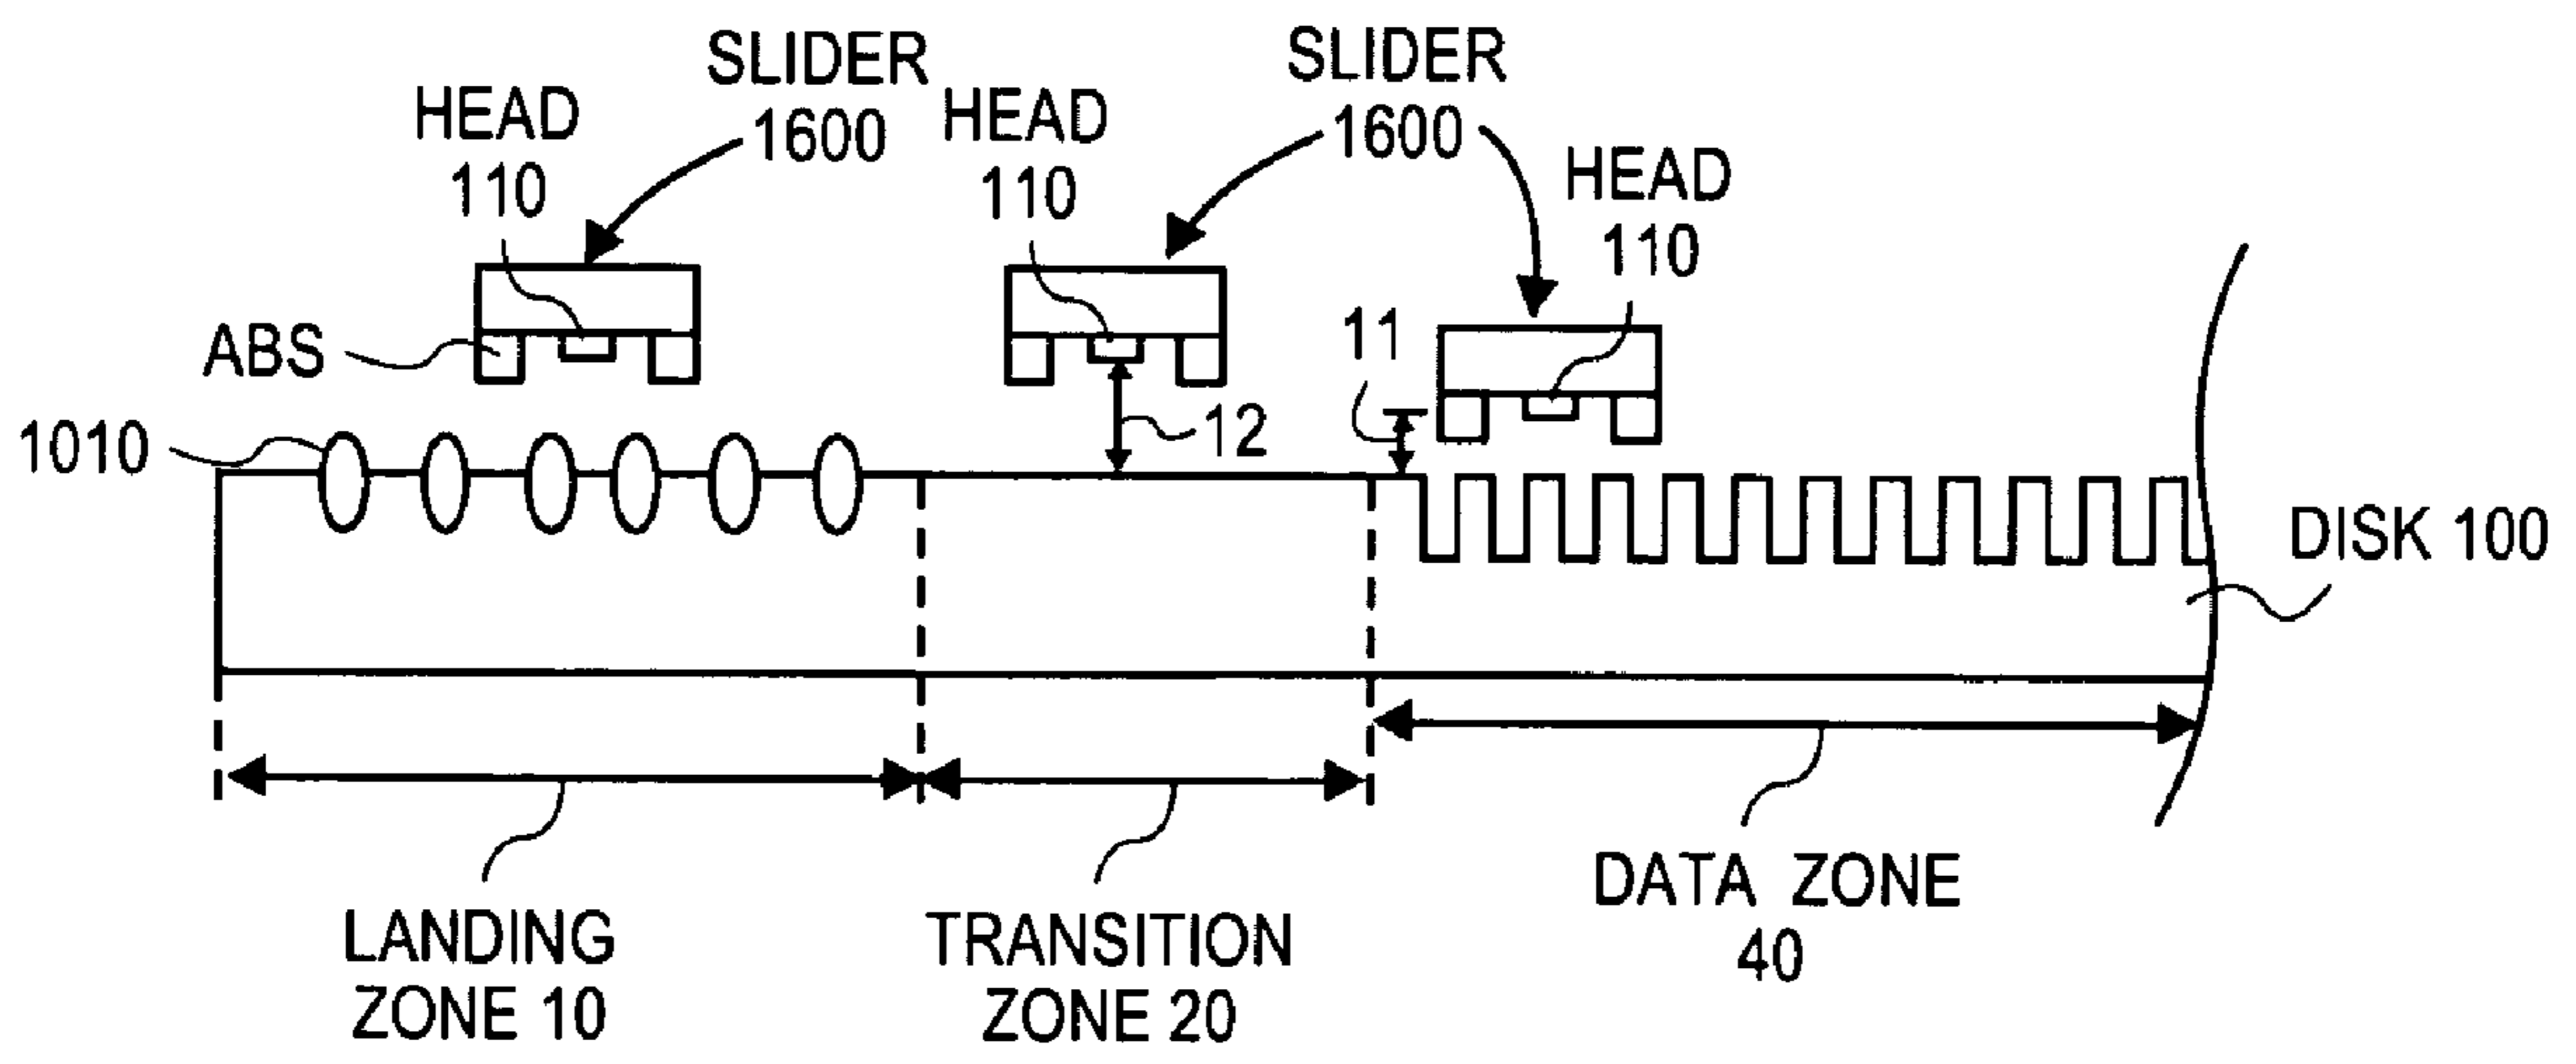 SLIDER
1600
HEAD
110
SLIDER
1600
HEAD
110
HEAD
110
ABS
11
12
1010
DISK 100
LANDING
ZONE 10
TRANSITION
ZONE 20
DATA ZONE
40